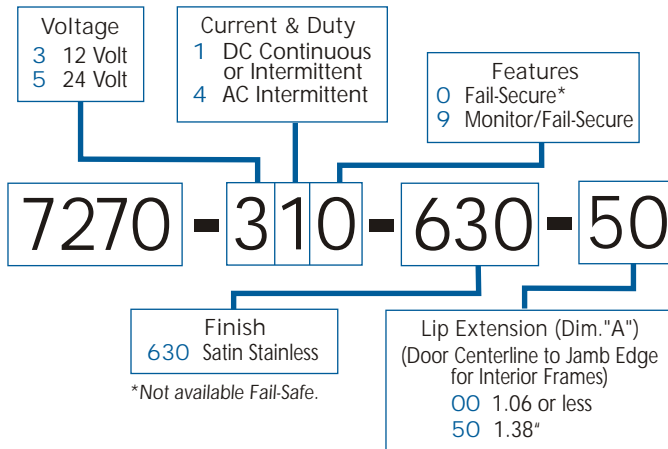 Voltage
3 12 Volt
5 24 Volt
Current & Duty
1 DC Continuous
or Intermittent
4 AC Intermittent
Features
0 Fail-Secure*
9 Monitor/Fail-Secure
7270-310-630-50
Finish
630 Satin Stainless
*Not available Fail-Safe.
Lip Extension (Dim."A")
(Door Centerline to Jamb Edge
for Interior Frames)
00 1.06 or less
50 1.38"